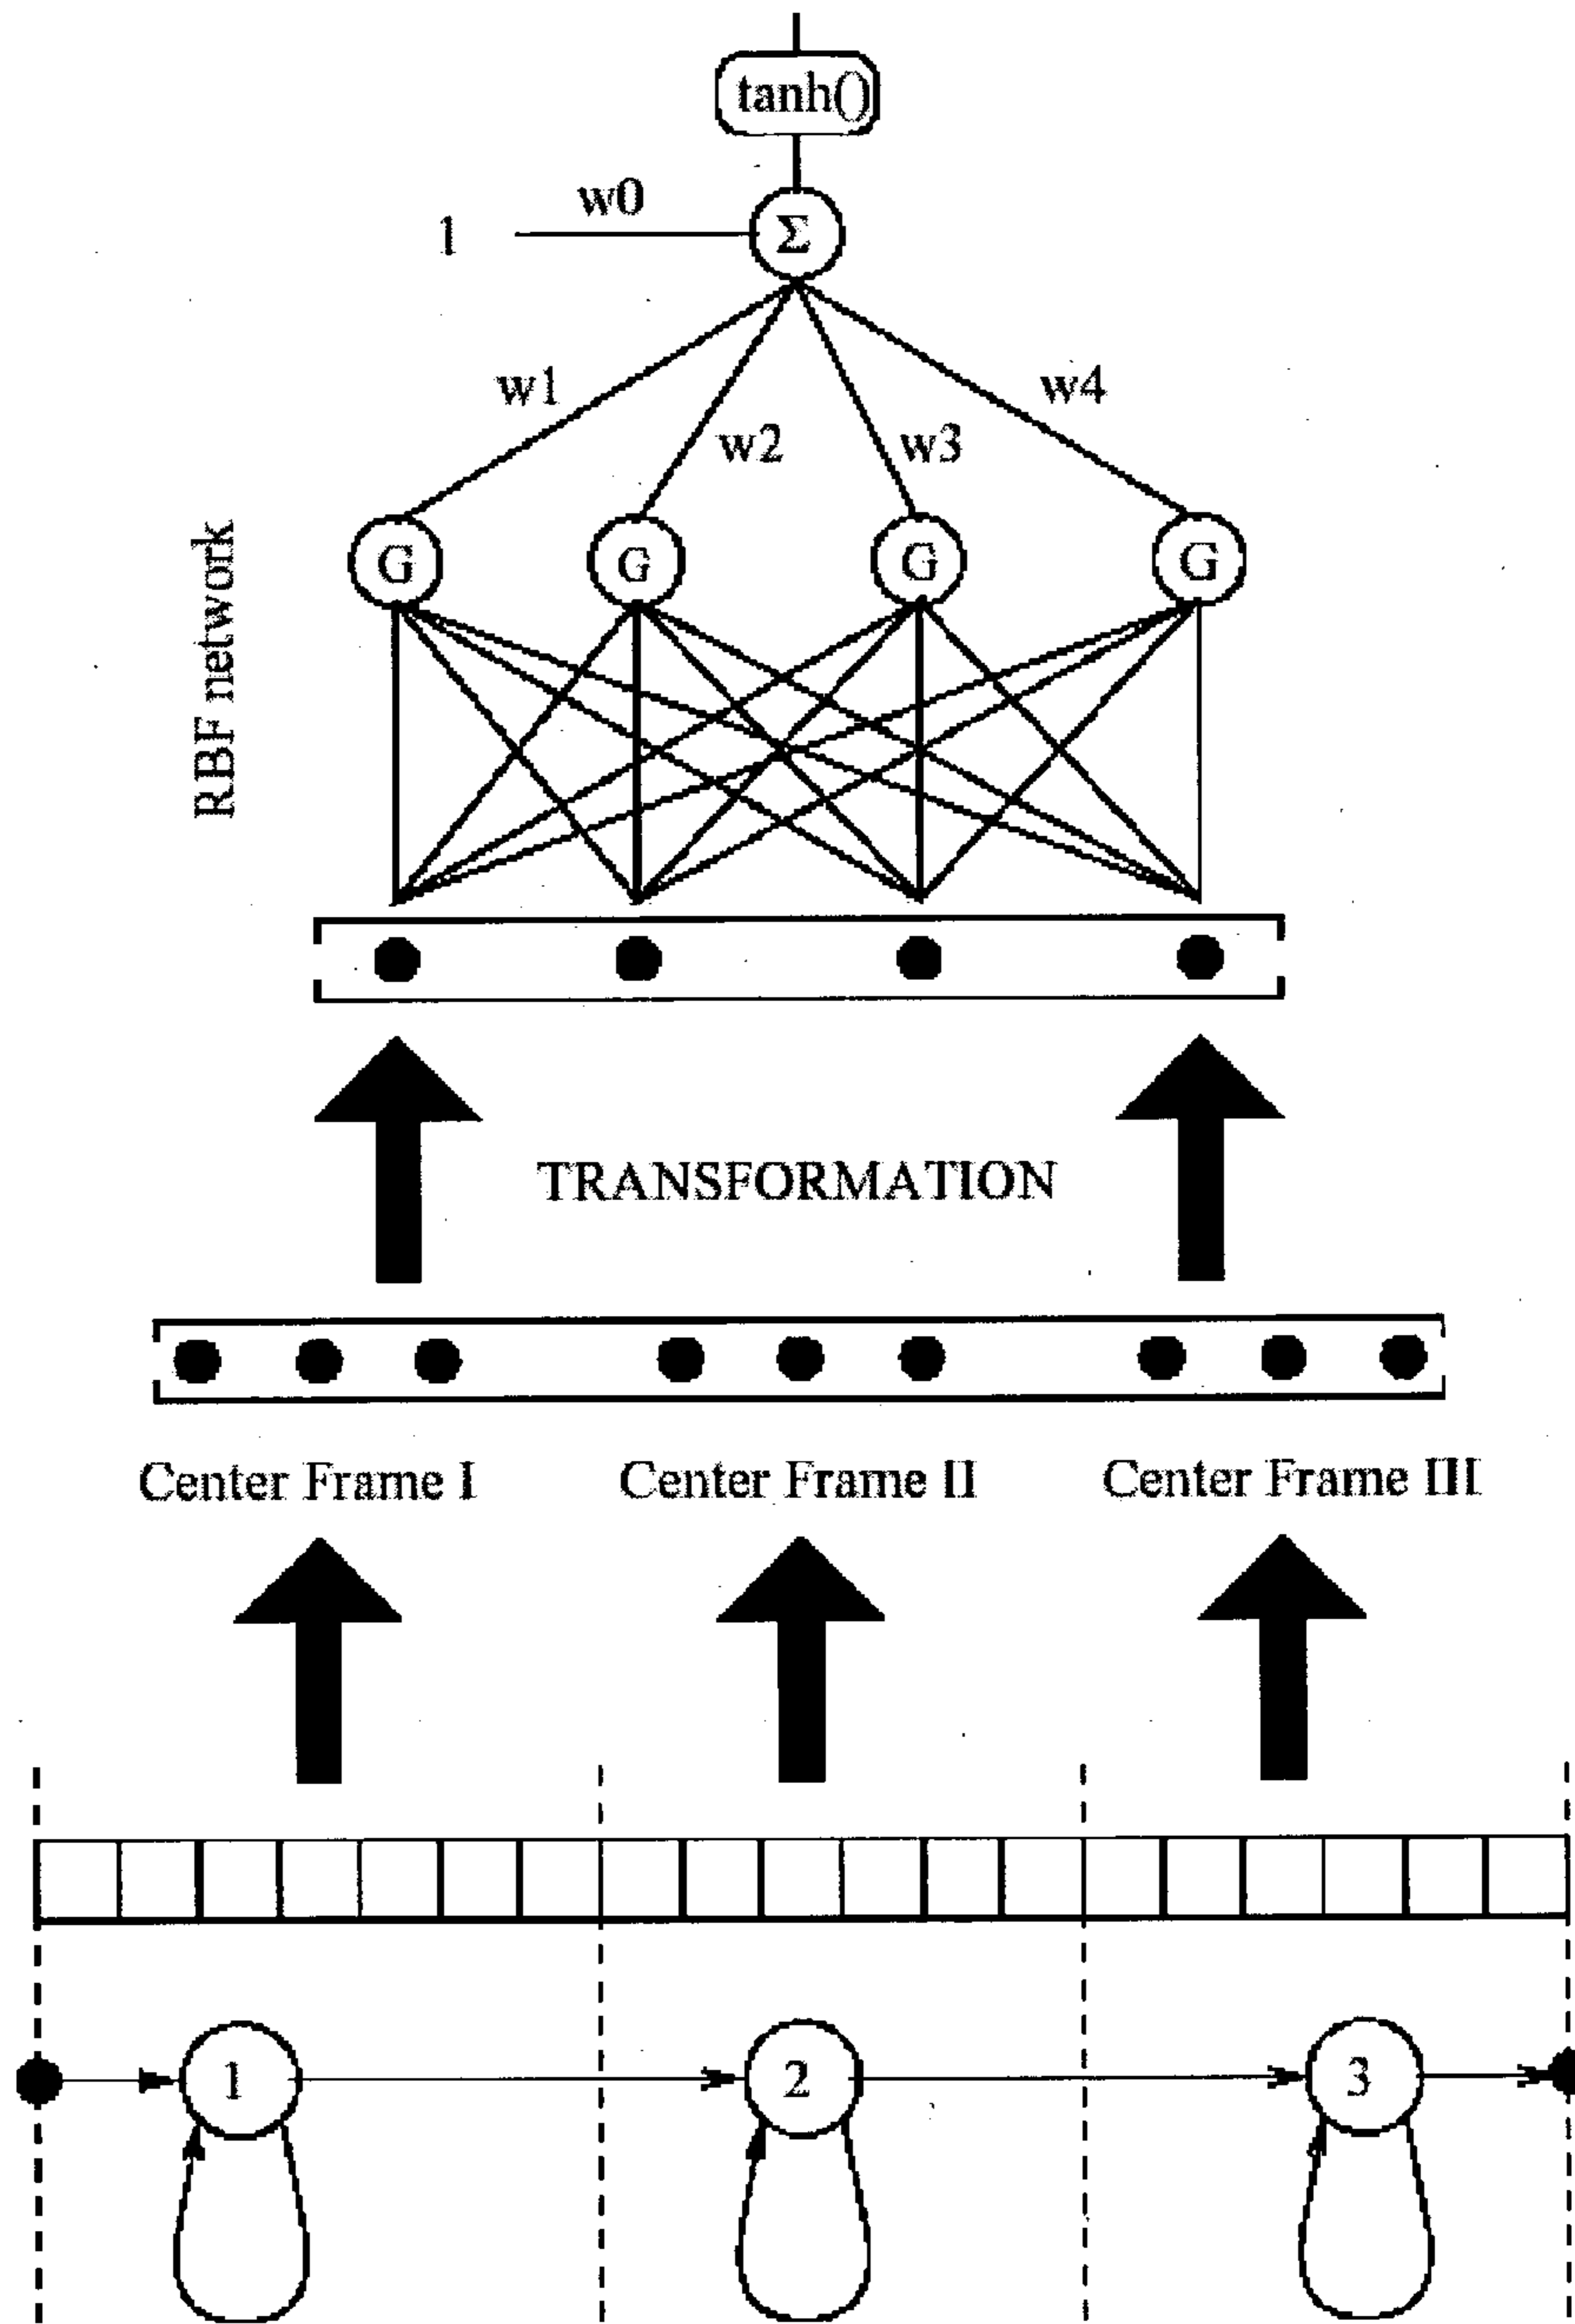 tanh()
w0
1
Σ
w1
w4
w2
w3
RBF network
G
G
G
G
TRANSFORMATION
Center Frame I
Center Frame II
Center Frame III
1
2
3